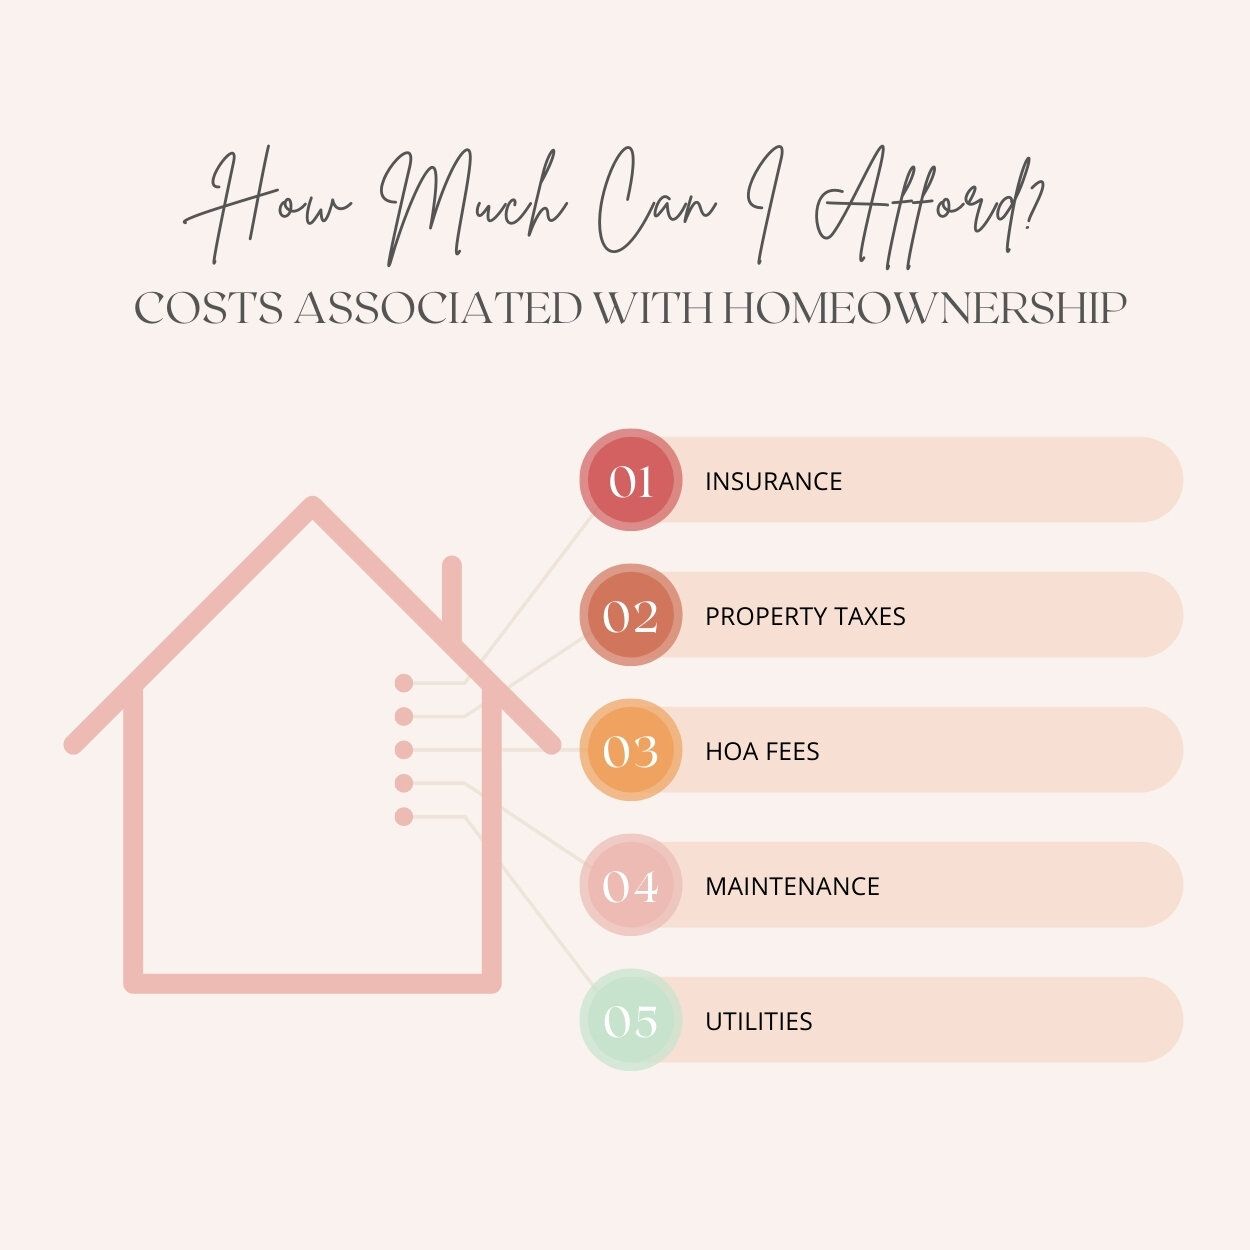 How Much Can I Afford?
COSTS ASSOCIATED WITH HOMEOWNERSHIP
01 INSURANCE
02 PROPERTY TAXES
03 HOA FEES
04 MAINTENANCE
05 UTILITIES